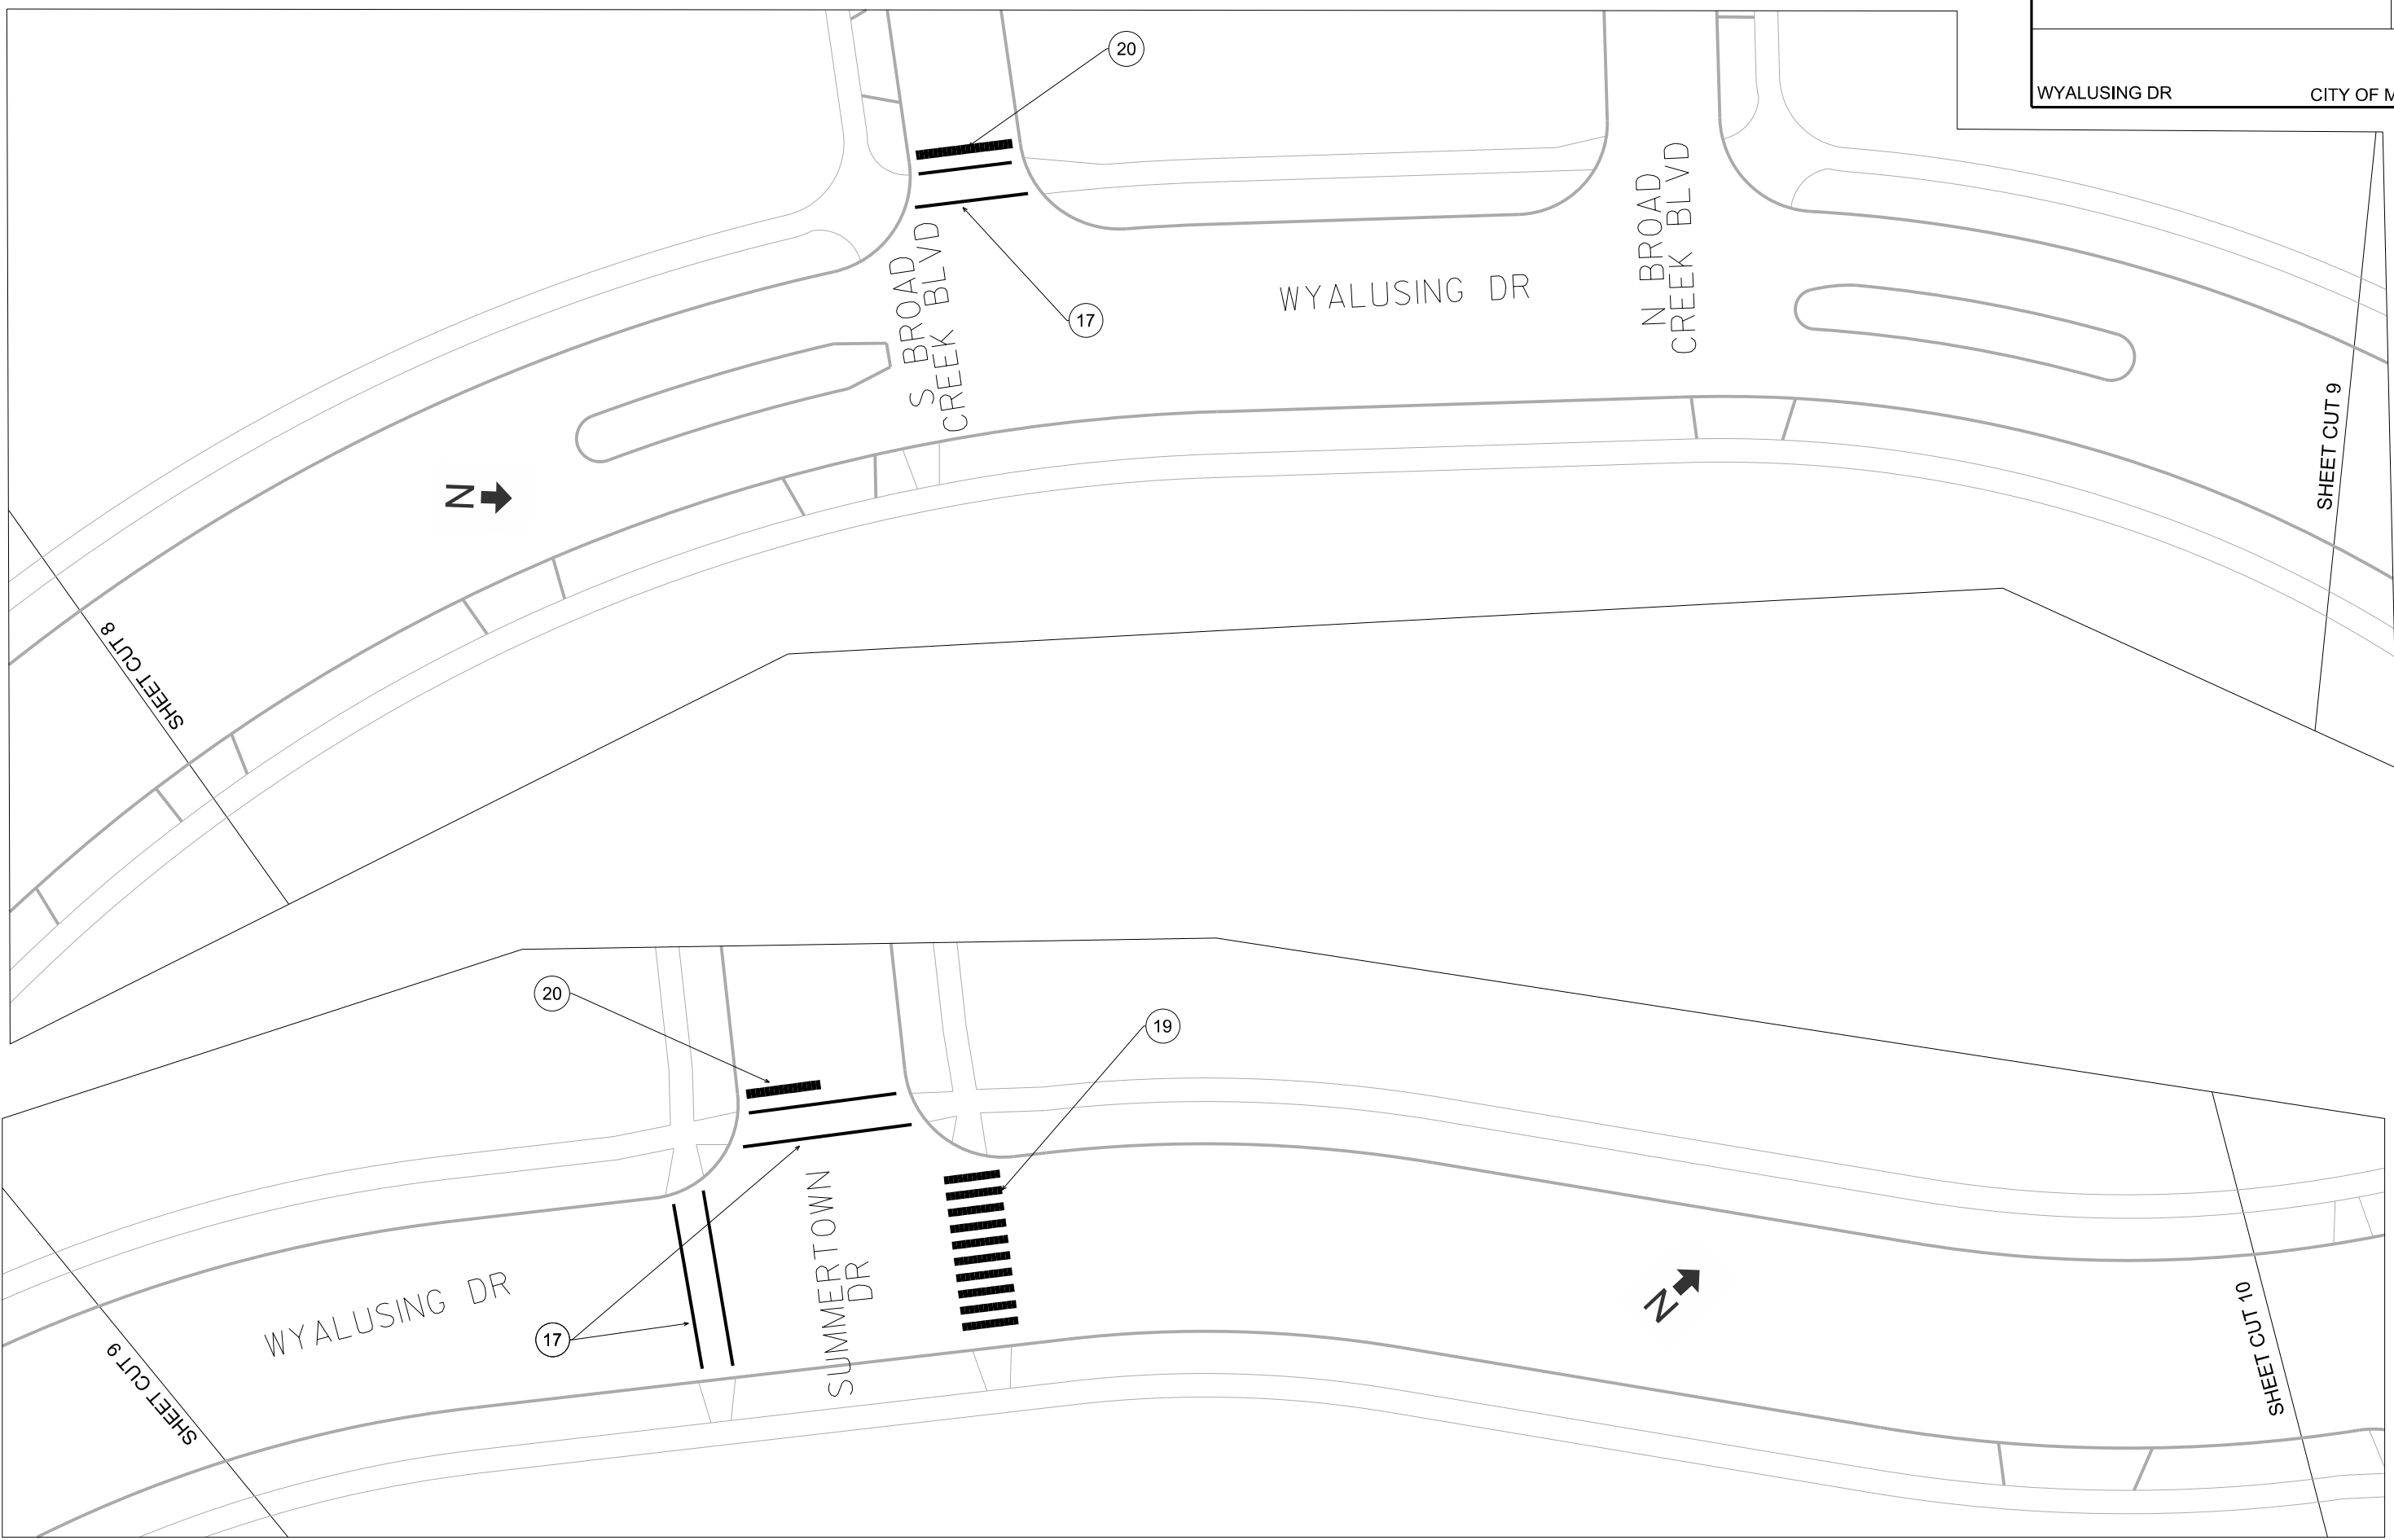 20
WYALUSING DR
CITY OF M
17
S BROAD
CREEK BLVD
WYALUSING DR
N BROAD
CREEK BLVD
SHEET CUT 9
N
SHEET CUT 8
20
19
17
SUMMERTOWN
DR
WYALUSING DR
SHEET CUT 9
N
SHEET CUT 10